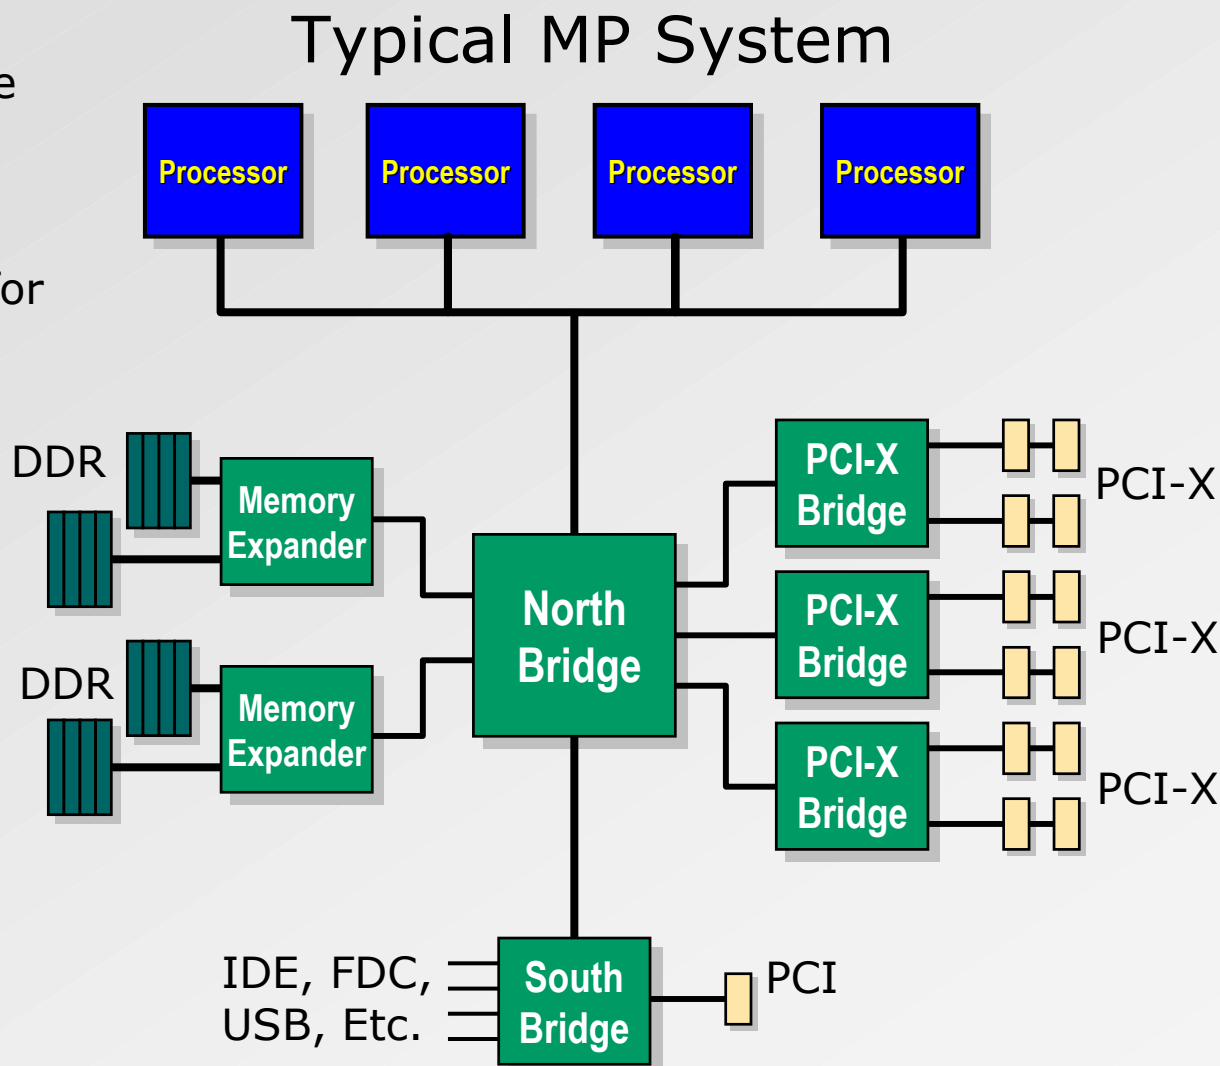 Typical MP System
e
for
Processor
Processor
Processor
Processor
DDR
Memory
Expander
DDR
Memory
Expander
North
Bridge
PCI-X
Bridge
PCI-X
PCI-X
Bridge
PCI-X
PCI-X
Bridge
PCI-X
IDE, FDC,
USB, Etc.
South
Bridge
PCI